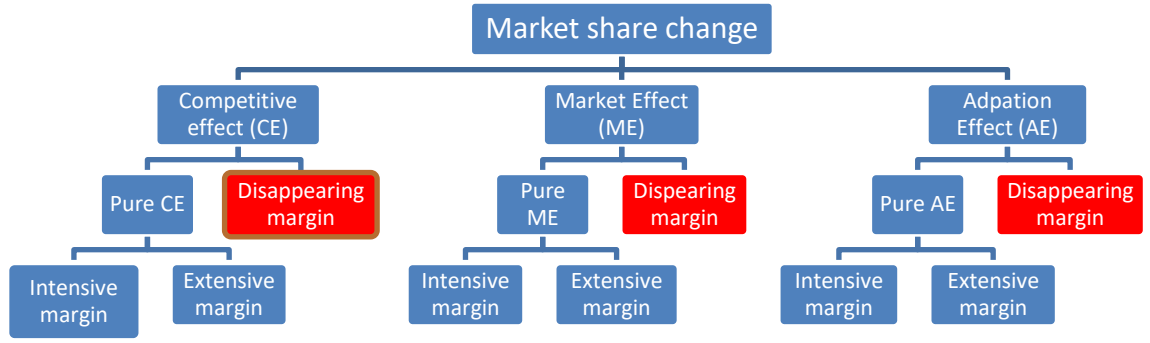 Market share change
Competitive
effect (CE)
Market Effect
(ME)
Adpation
Effect (AE)
Pure CE
Disappearing
margin
Pure
ME
Dispearing
margin
Pure AE
Disappearing
margin
Intensive
margin
Extensive
margin
Intensive
margin
Extensive
margin
Intensive
margin
Extensive
margin